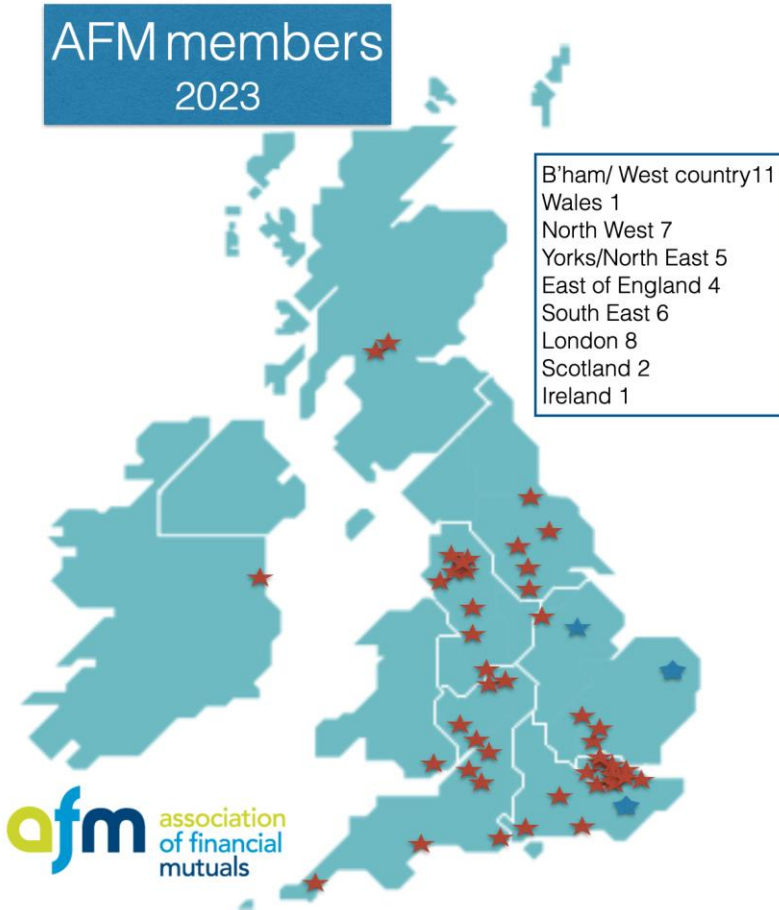 AFM members
2023
B'ham/ West country11
Wales 1
North West 7
Yorks/North East 5
East of England 4
South East 6
London 8
Scotland 2
Ireland 1
afm association
of financial
mutuals